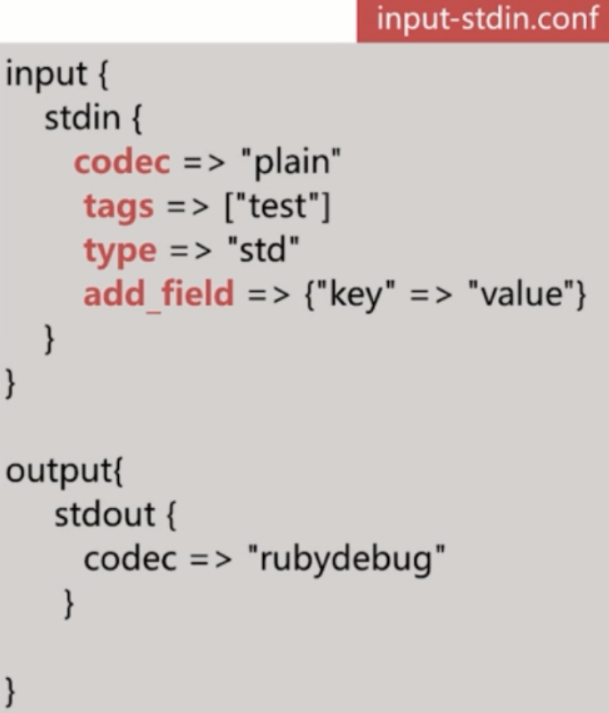 input-stdin.conf
input {
stdin {
codec => "plain"
tags => ["test"]
type => "std"
add_field => {"key" => "value"}
}
}
output{
stdout {
codec => "rubydebug"
}
}